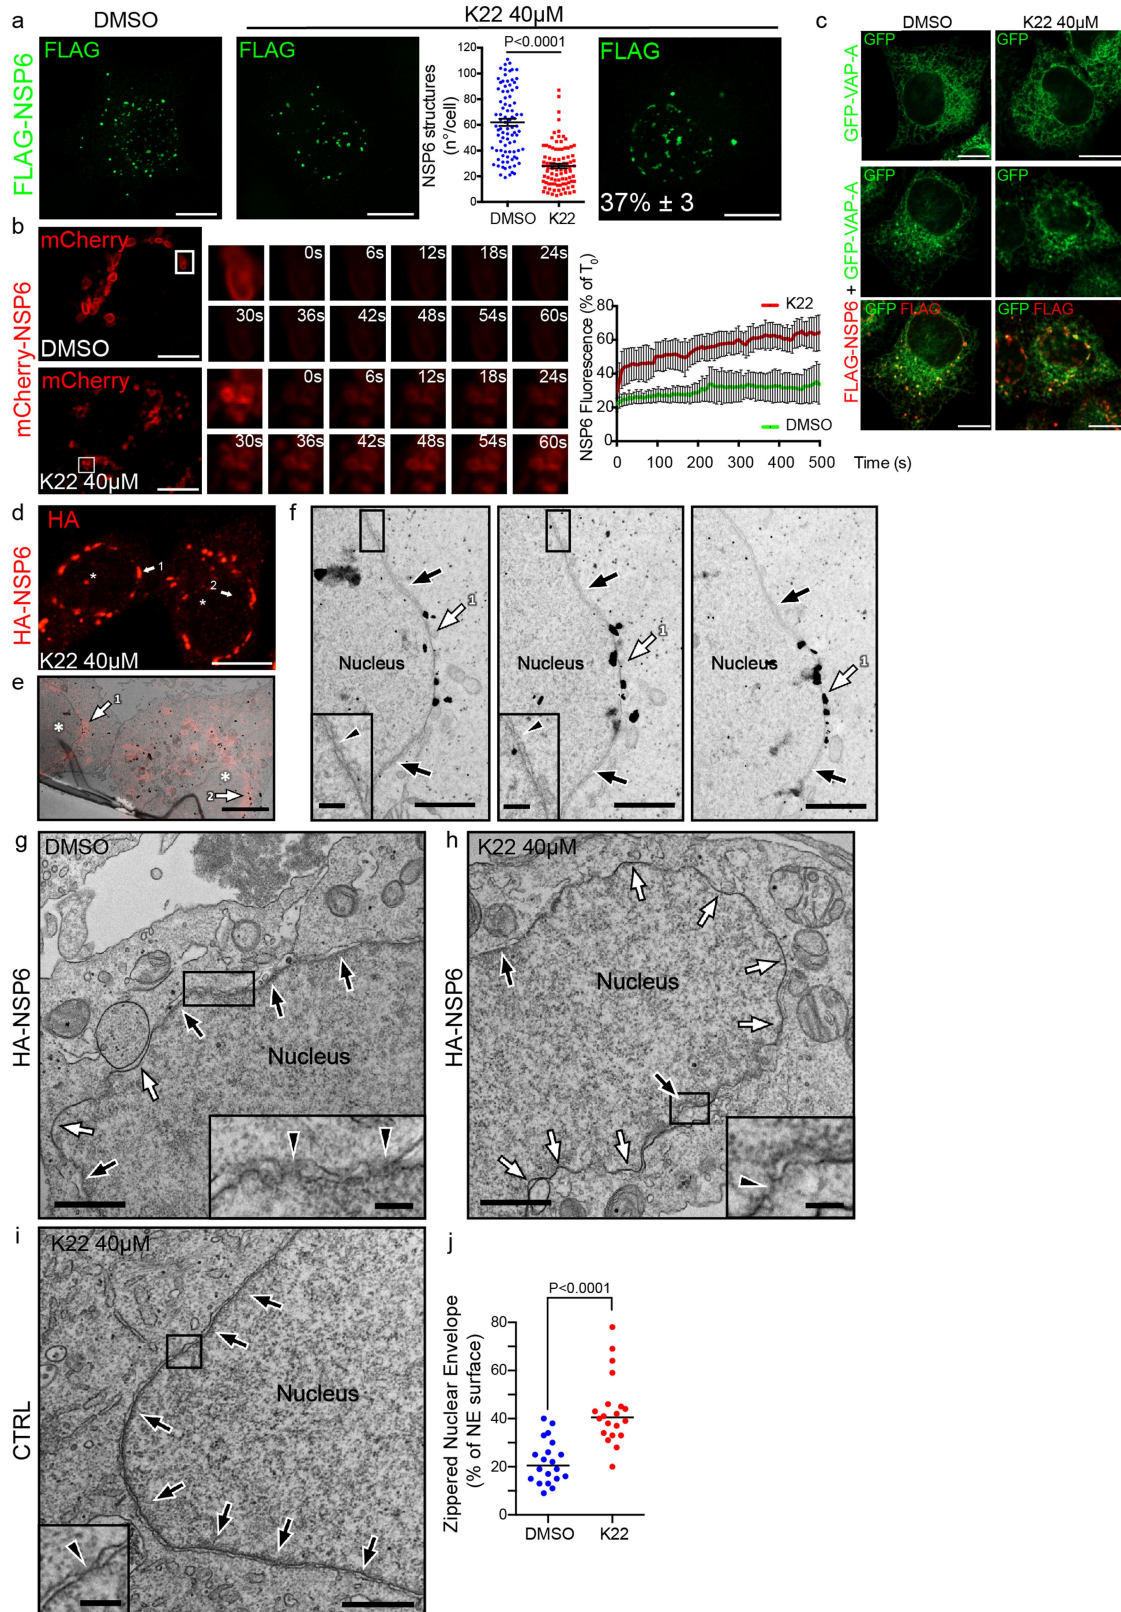 a
DMSO
K22 40µM
FLAG-NSP6
FLAG
FLAG
NSP6 structures
(n°/cell)
120
100
80
60
40
20
0
P<0.0001
DMSO
K22
FLAG
37% ± 3
b
mCherry-NSP6
mCherry
DMSO
0s
6s
12s
18s
24s
30s
36s
42s
48s
54s
60s
mCherry
K22 40µM
0s
6s
12s
18s
24s
30s
36s
42s
48s
54s
60s
NSP6 Fluorescence (% of T0)
80
60
40
20
0
K22
DMSO
0
100
200
300
400
500
Time (s)
c
DMSO
K22 40µM
GFP-VAP-A
GFP
GFP
FLAG-NSP6 + GFP-VAP-A
GFP
GFP
GFP FLAG
GFP FLAG
d
HA-NSP6
HA
1
2
*
*
K22 40µM
e
1
*
*
2
f
1
Nucleus
1
Nucleus
1
Nucleus
g
HA-NSP6
DMSO
Nucleus
h
HA-NSP6
K22 40µM
Nucleus
i
CTRL
K22 40µM
Nucleus
j
Zippered Nuclear Envelope
(% of NE surface)
P<0.0001
80
60
40
20
0
DMSO
K22